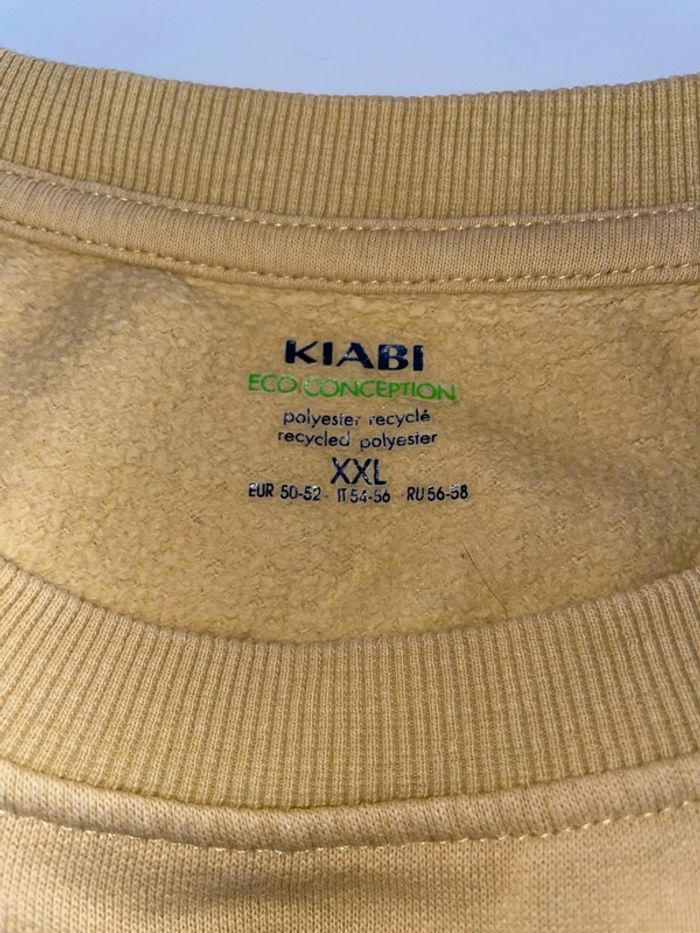 KIABI
ECO CONCEPTION
polyester recyclé
recycled polyester
XXL
EUR 50-52 - IT 54-56 - RU 56-58